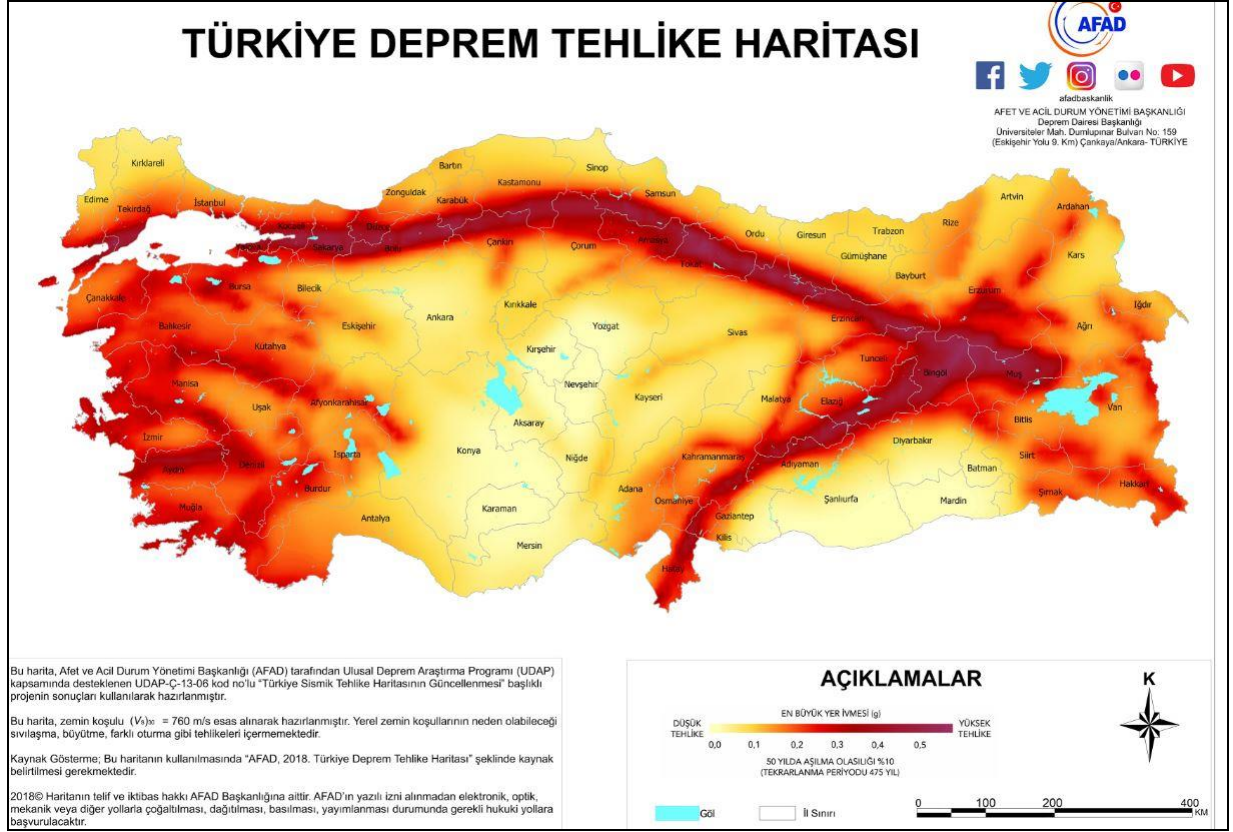 TÜRKİYE DEPREM TEHLİKE HARİTASI
AFAD
afadbaskanlik
AFET VE ACİL DURUM YÖNETİMİ BAŞKANLIĞI
Deprem Dairesi Başkanlığı
Üniversiteler Mah. Dumlupınar Bulvarı No: 159
(Eskişehir Yolu 9. Km) Çankaya/Ankara- TÜRKİYE
Kırklareli
Edirne
Tekirdağ
İstanbul
Kocaeli
Yalova
Sakarya
Düzce
Bolu
Zonguldak
Bartın
Karabük
Kastamonu
Sinop
Samsun
Çankırı
Çorum
Amasya
Tokat
Ordu
Giresun
Trabzon
Rize
Artvin
Ardahan
Gümüşhane
Bayburt
Kars
Erzurum
Iğdır
Ağrı
Çanakkale
Bursa
Bilecik
Balıkesir
Kütahya
Eskişehir
Ankara
Kırıkkale
Yozgat
Kırşehir
Sivas
Erzincan
Tunceli
Bingöl
Muş
Manisa
Uşak
Afyonkarahisar
Nevşehir
Kayseri
Malatya
Elazığ
Bitlis
Van
İzmir
Aksaray
Aydın
Denizli
Isparta
Konya
Niğde
Kahramanmaraş
Adıyaman
Diyarbakır
Batman
Siirt
Muğla
Burdur
Antalya
Karaman
Mersin
Adana
Osmaniye
Gaziantep
Kilis
Hatay
Şanlıurfa
Mardin
Şırnak
Hakkari
Bu harita, Afet ve Acil Durum Yönetimi Başkanlığı (AFAD) tarafından Ulusal Deprem Araştırma Programı (UDAP)
kapsamında desteklenen UDAP-Ç-13-06 kod no'lu "Türkiye Sismik Tehlike Haritasının Güncellenmesi" başlıklı
projenin sonuçları kullanılarak hazırlanmıştır.
Bu harita, zemin koşulu (Vs)30 = 760 m/s esas alınarak hazırlanmıştır. Yerel zemin koşullarının neden olabileceği
sıvılaşma, büyütme, farklı oturma gibi tehlikeleri içermemektedir.
Kaynak Gösterme; Bu haritanın kullanılmasında "AFAD, 2018. Türkiye Deprem Tehlike Haritası" şeklinde kaynak
belirtilmesi gerekmektedir.
2018© Haritanın telif ve iktibas hakkı AFAD Başkanlığına aittir. AFAD'ın yazılı izni alınmadan elektronik, optik,
mekanik veya diğer yollarla çoğaltılması, dağıtılması, basılması, yayımlanması durumunda gerekli hukuki yollara
başvurulacaktır.
AÇIKLAMALAR
EN BÜYÜK YER İVMESİ (g)
DÜŞÜK TEHLİKE
YÜKSEK TEHLİKE
0,0 0,1 0,2 0,3 0,4 0,5
50 YILDA AŞILMA OLASILIĞI %10
(TEKRARLANMA PERİYODU 475 YIL)
Göl
İl Sınırı
K
0 100 200 400
KM